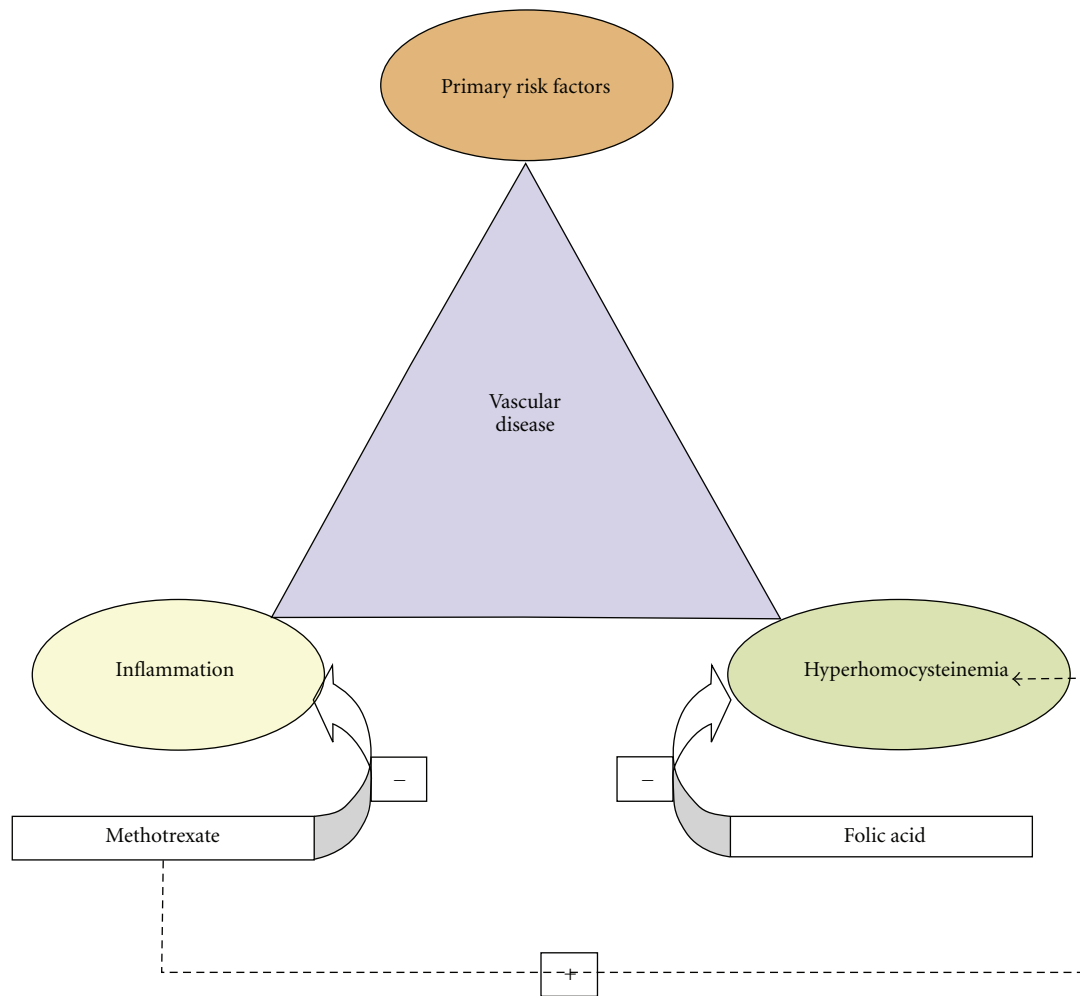 Primary risk factors
Vascular
disease
Inflammation
Hyperhomocysteinemia
−
−
Methotrexate
Folic acid
+